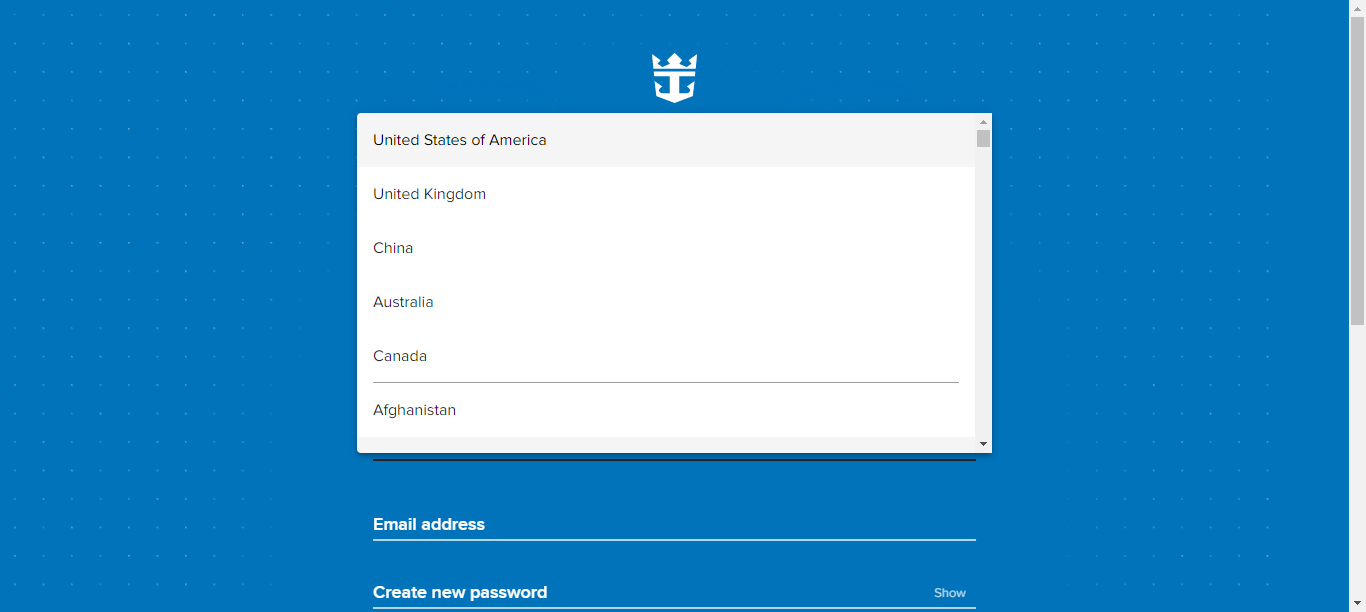 United States of America
United Kingdom
China
Australia
Canada
Afghanistan
Email address
Create new password
Show